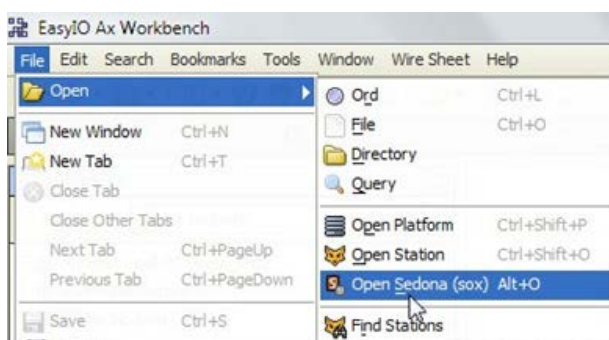 EasyIO Ax Workbench
File Edit Search Bookmarks Tools Window Wire Sheet Help
Open
New Window Ctrl+N
New Tab Ctrl+T
Close Tab
Close Other Tabs
Next Tab Ctrl+PageUp
Previous Tab Ctrl+PageDown
Save Ctrl+S
Ord Ctrl+L
File Ctrl+O
Directory
Query
Open Platform Ctrl+Shift+P
Open Station Ctrl+Shift+O
Open Sedona (sox) Alt+O
Find Stations